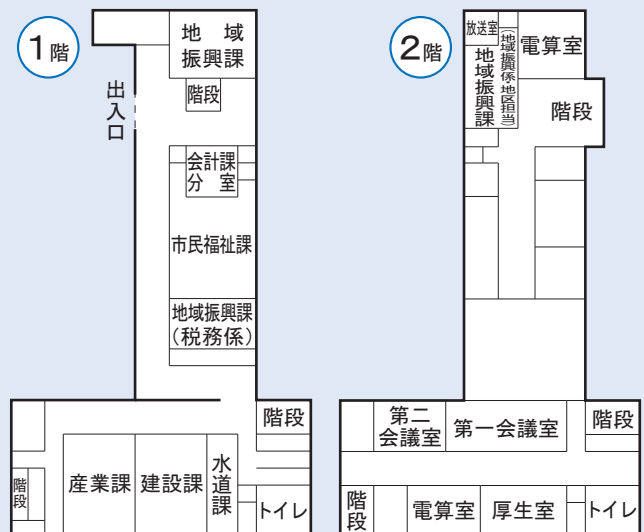 1階
地域
振興課
階段
出入口
会計課
分室
市民福祉課
地域振興課
(税務係)
階段
産業課
建設課
水道課
階段
トイレ
2階
放送室
地域振興課
(地域振興係・地区担当)
電算室
階段
第二
会議室
第一会議室
階段
階段
電算室
厚生室
トイレ